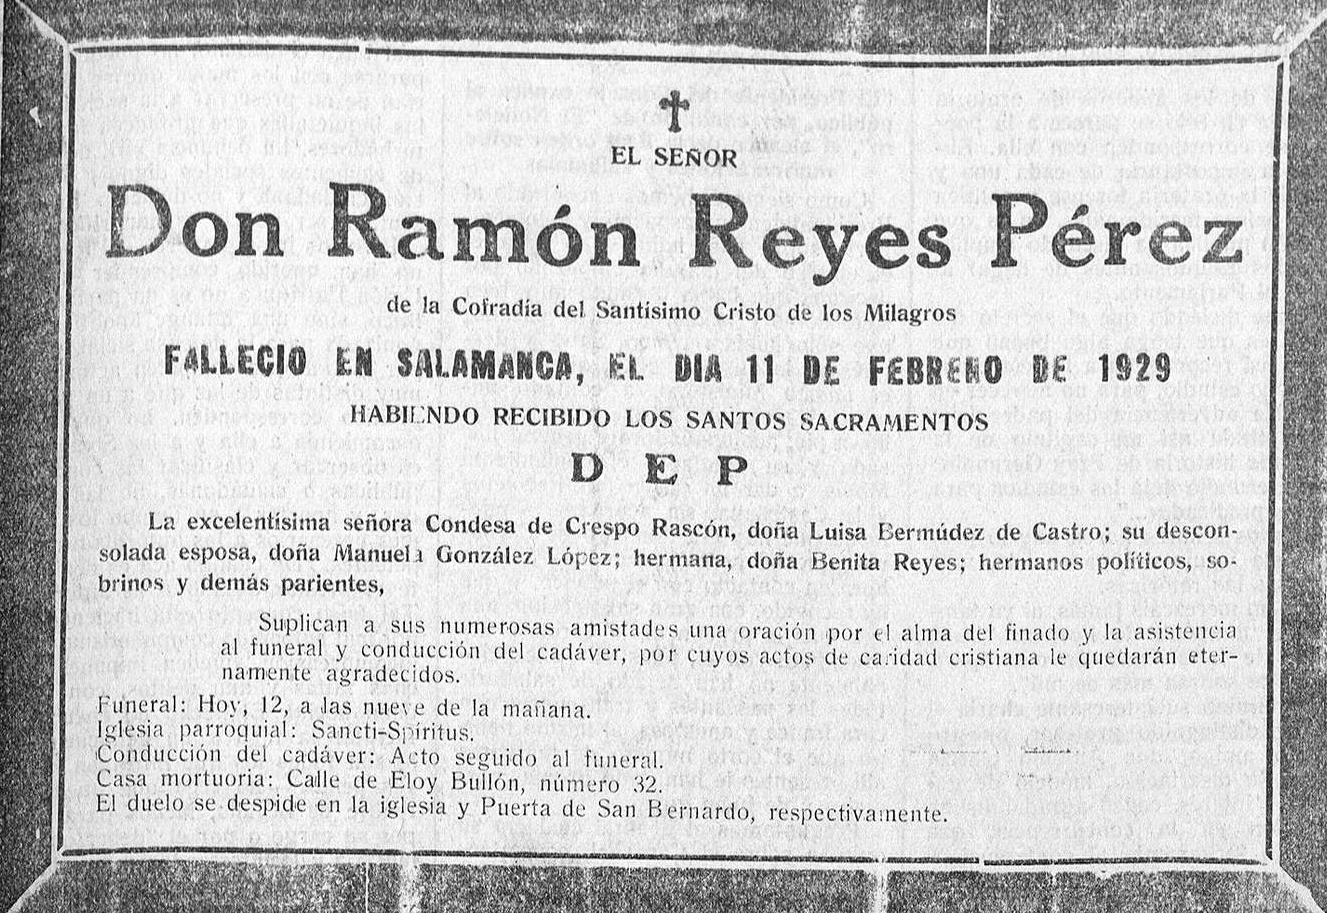 EL SEÑOR
Don Ramón Reyes Pérez
de la Cofradía del Santísimo Cristo de los Milagros
FALLECIO EN SALAMANCA, EL DIA 11 DE FEBRERO DE 1929
HABIENDO RECIBIDO LOS SANTOS SACRAMENTOS
D E P
La excelentísima señora Condesa de Crespo Rascón, doña Luisa Bermúdez de Castro; su descon-
solada esposa, doña Manuela González López; hermana, doña Benita Reyes; hermanos políticos, so-
brinos y demás parientes,
Suplican a sus numerosas amistades una oración por el alma del finado y la asistencia
al funeral y conducción del cadáver, por cuyos actos de caridad cristiana le quedarán eter-
namente agradecidos.
Funeral: Hoy, 12, a las nueve de la mañana.
Iglesia parroquial: Sancti-Spíritus.
Conducción del cadáver: Acto seguido al funeral.
Casa mortuoria: Calle de Eloy Bullón, número 32.
El duelo se despide en la iglesia y Puerta de San Bernardo, respectivamente.